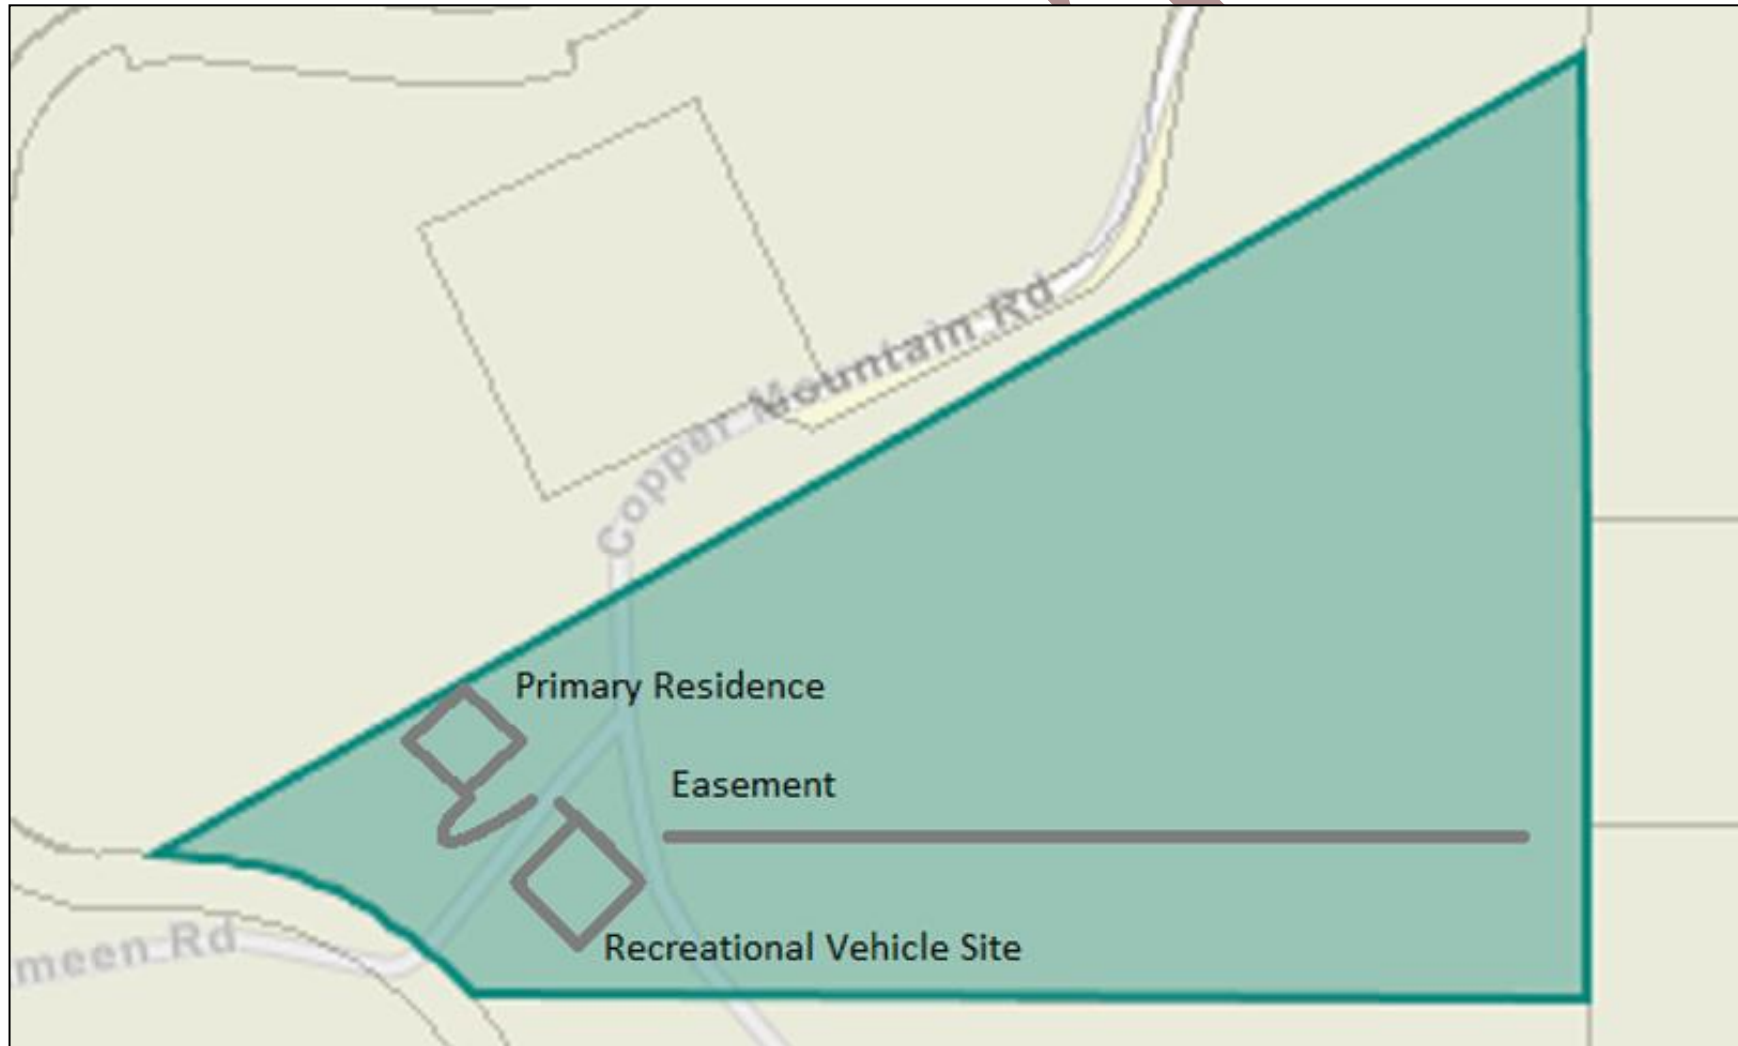 Copper Mountain Rd
Primary Residence
Easement
meen Rd
Recreational Vehicle Site